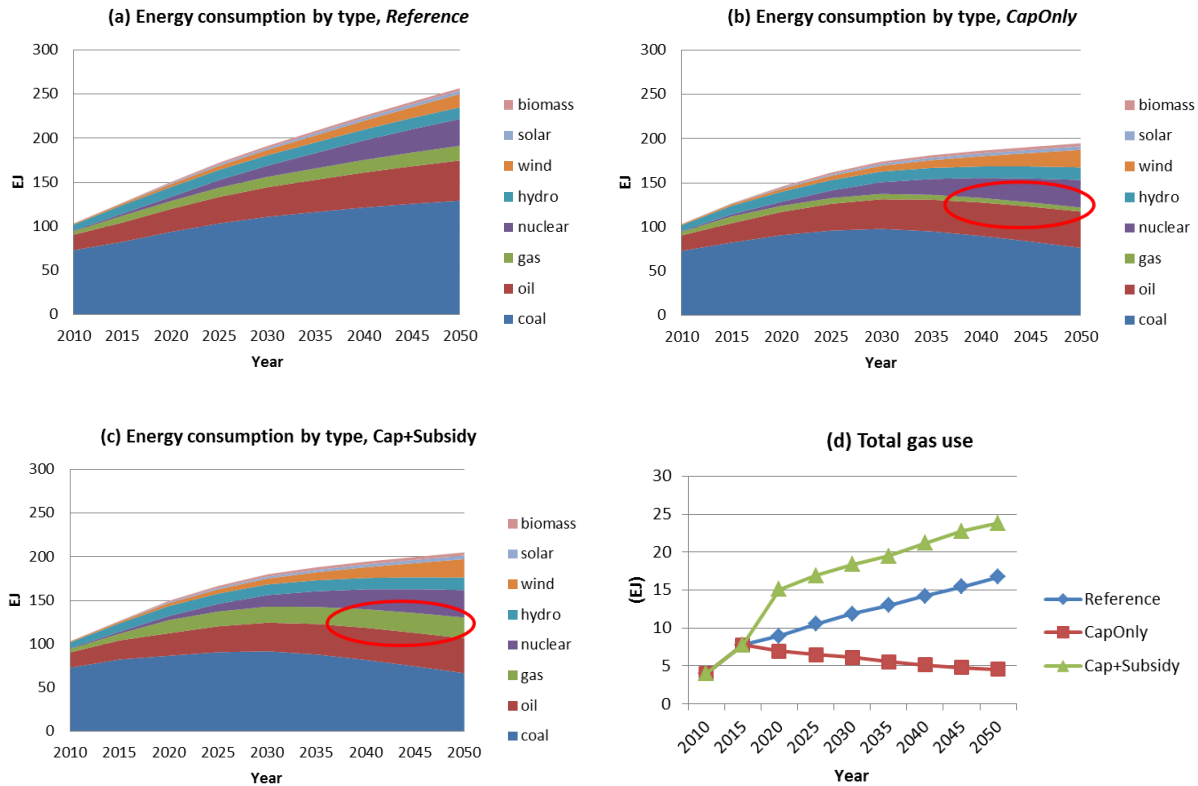 (a) Energy consumption by type, Reference
300
250
200
150
100
50
0
EJ
2010 2015 2020 2025 2030 2035 2040 2045 2050
Year
biomass
solar
wind
hydro
nuclear
gas
oil
coal
(b) Energy consumption by type, CapOnly
300
250
200
150
100
50
0
EJ
2010 2015 2020 2025 2030 2035 2040 2045 2050
Year
biomass
solar
wind
hydro
nuclear
gas
oil
coal
(c) Energy consumption by type, Cap+Subsidy
300
250
200
150
100
50
0
EJ
2010 2015 2020 2025 2030 2035 2040 2045 2050
Year
biomass
solar
wind
hydro
nuclear
gas
oil
coal
(d) Total gas use
30
25
20
15
10
5
0
(EJ)
2010 2015 2020 2025 2030 2035 2040 2045 2050
Year
Reference
CapOnly
Cap+Subsidy